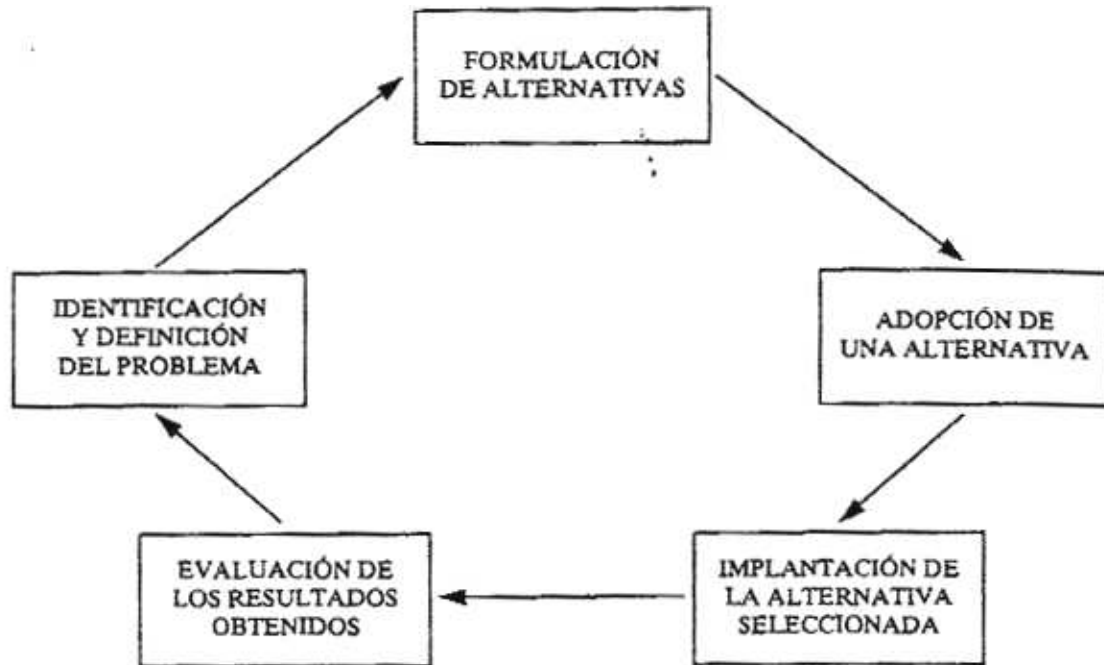 FORMULACIÓN
DE ALTERNATIVAS
IDENTIFICACIÓN
Y DEFINICIÓN
DEL PROBLEMA
ADOPCIÓN DE
UNA ALTERNATIVA
EVALUACIÓN DE
LOS RESULTADOS
OBTENIDOS
IMPLANTACIÓN DE
LA ALTERNATIVA
SELECCIONADA